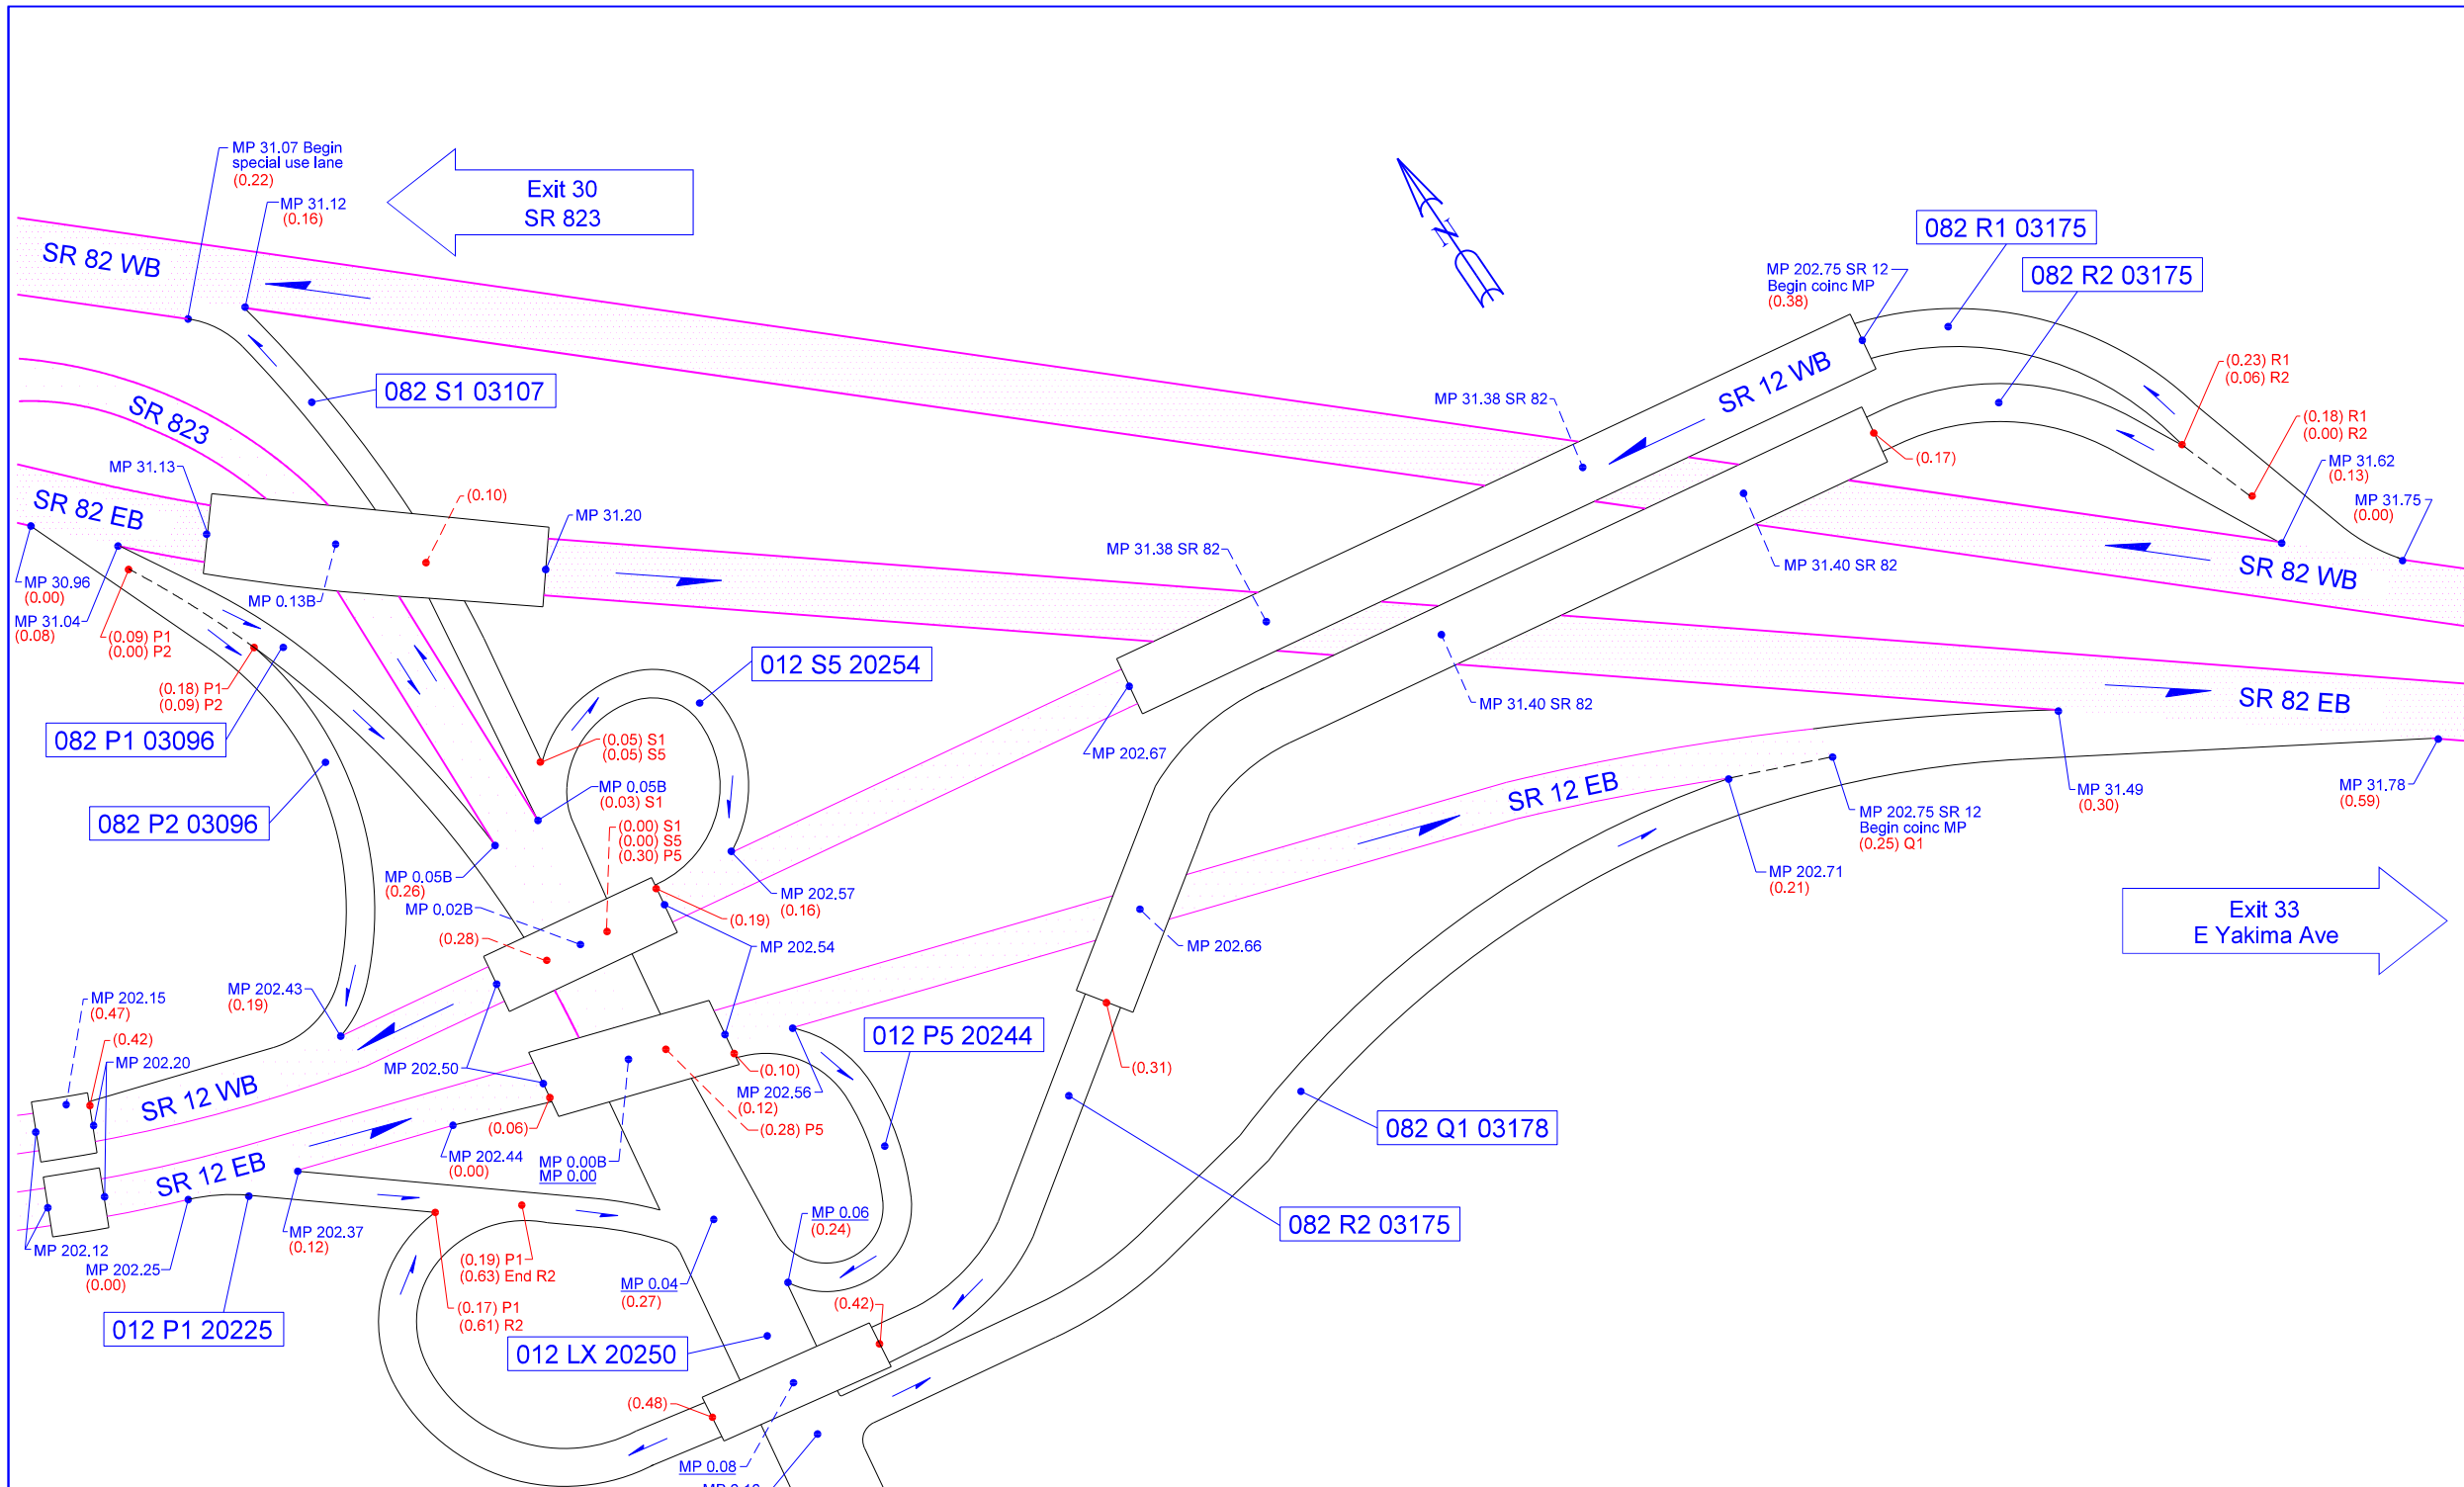 MP 31.07 Begin
special use lane
(0.22)
MP 31.12
(0.16)
Exit 30
SR 823
N
082 R1 03175
082 R2 03175
MP 202.75 SR 12
Begin coinc MP
(0.38)
SR 82 WB
082 S1 03107
SR 823
SR 12 WB
MP 31.38 SR 82
(0.23) R1
(0.06) R2
(0.18) R1
(0.00) R2
(0.17)
MP 31.62
(0.13)
MP 31.75
(0.00)
MP 31.13
SR 82 EB
(0.10)
MP 31.20
MP 31.38 SR 82
MP 31.40 SR 82
SR 82 WB
MP 30.96
(0.00)
MP 31.04
(0.08)
MP 0.13B
(0.09) P1
(0.00) P2
(0.18) P1
(0.09) P2
012 S5 20254
MP 31.40 SR 82
SR 82 EB
082 P1 03096
(0.05) S1
(0.05) S5
MP 202.67
082 P2 03096
MP 0.05B
(0.03) S1
(0.00) S1
(0.00) S5
(0.30) P5
SR 12 EB
MP 31.49
(0.30)
MP 31.78
(0.59)
MP 202.75 SR 12
Begin coinc MP
(0.25) Q1
MP 202.71
(0.21)
MP 0.05B
(0.26)
MP 0.02B
(0.28)
MP 202.57
(0.16)
(0.19)
MP 202.54
MP 202.66
Exit 33
E Yakima Ave
MP 202.43
(0.19)
MP 202.15
(0.47)
(0.42)
MP 202.20
MP 202.50
012 P5 20244
(0.10)
MP 202.56
(0.12)
(0.28) P5
(0.31)
SR 12 WB
(0.06)
MP 202.44
(0.00)
MP 0.00B
MP 0.00
082 Q1 03178
SR 12 EB
MP 202.12
MP 202.25
(0.00)
MP 202.37
(0.12)
(0.19) P1
(0.63) End R2
MP 0.06
(0.24)
082 R2 03175
MP 0.04
(0.27)
(0.17) P1
(0.61) R2
(0.42)
012 P1 20225
012 LX 20250
(0.48)
MP 0.08